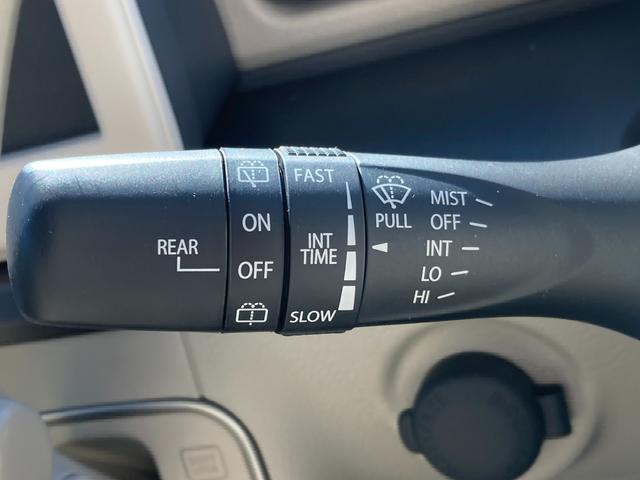 REAR
ON
OFF
FAST
INT
TIME
SLOW
PULL
MIST
OFF
INT
LO
HI